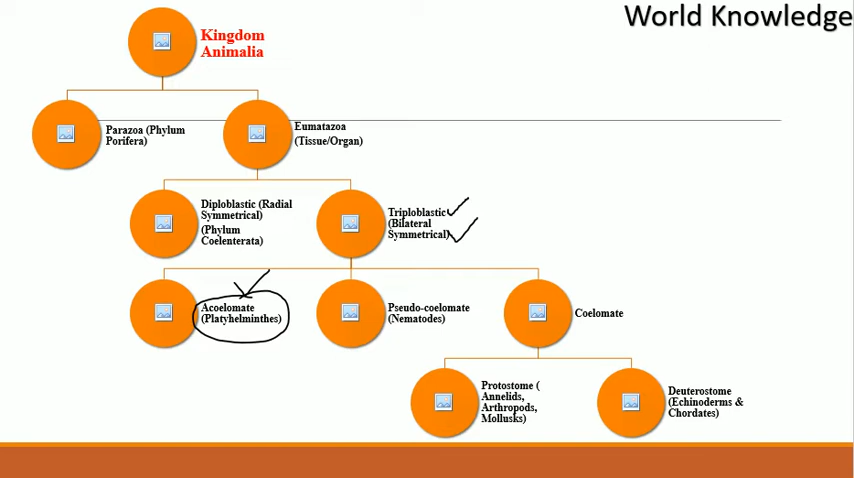 World Knowledge
Kingdom
Animalia
Parazoa (Phylum
Porifera)
Eumatazoa
(Tissue/Organ)
Diploblastic (Radial
Symmetrical)
(Phylum
Coelenterata)
Triploblastic
(Bilateral
Symmetrical)
Acoelomate
(Platyhelminthes)
Pseudo-coelomate
(Nematodes)
Coelomate
Protostome (
Annelids,
Arthropods,
Mollusks)
Deuterostome
(Echinoderms &
Chordates)